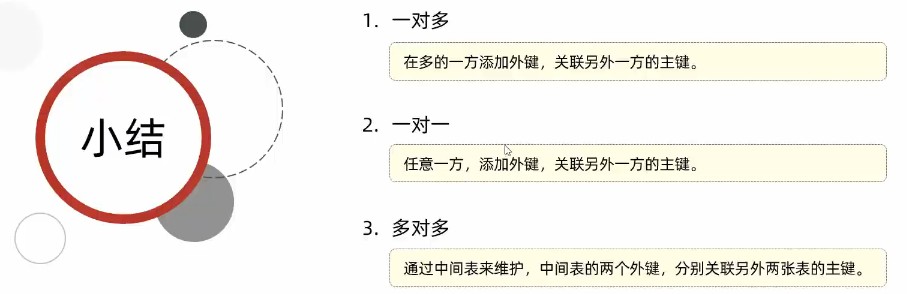 小结
1. 一对多
在多的一方添加外键，关联另外一方的主键。
2. 一对一
任意一方，添加外键，关联另外一方的主键。
3. 多对多
通过中间表来维护，中间表的两个外键，分别关联另外两张表的主键。